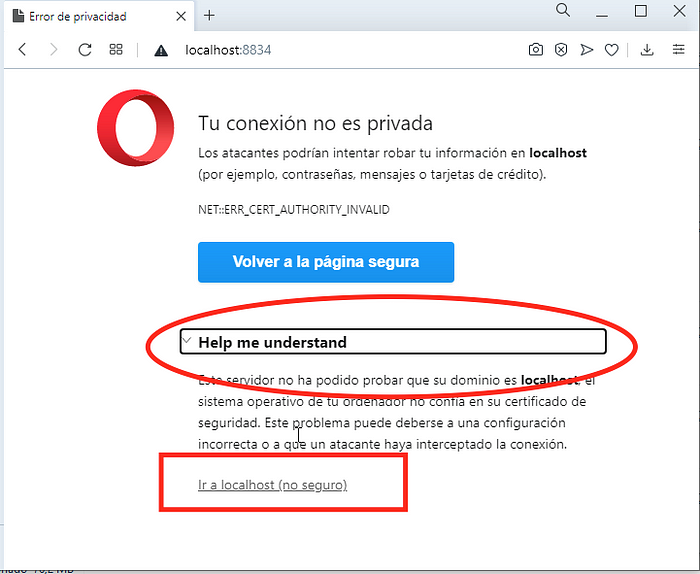 Error de privacidad
localhost:8834
Tu conexión no es privada
Los atacantes podrían intentar robar tu información en localhost
(por ejemplo, contraseñas, mensajes o tarjetas de crédito).
NET::ERR_CERT_AUTHORITY_INVALID
Volver a la página segura
Help me understand
Este servidor no ha podido probar que su dominio es localhost, el
sistema operativo de tu ordenador no confía en su certificado de
seguridad. Este problema puede deberse a una configuración
incorrecta o a que un atacante haya interceptado la conexión.
Ir a localhost (no seguro)